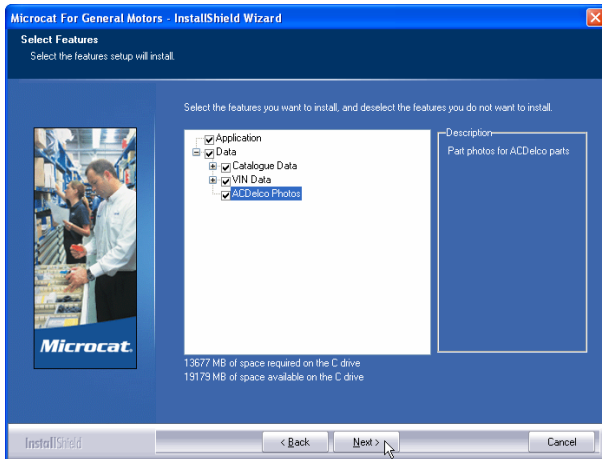 Microcat For General Motors - InstallShield Wizard
Select Features
Select the features setup will install.
Select the features you want to install, and deselect the features you do not want to install.
Application
Data
Catalogue Data
VIN Data
ACDelco Photos
Description
Part photos for ACDelco parts
Microcat.
13677 MB of space required on the C drive
19179 MB of space available on the C drive
InstallShield
< Back
Next >
Cancel